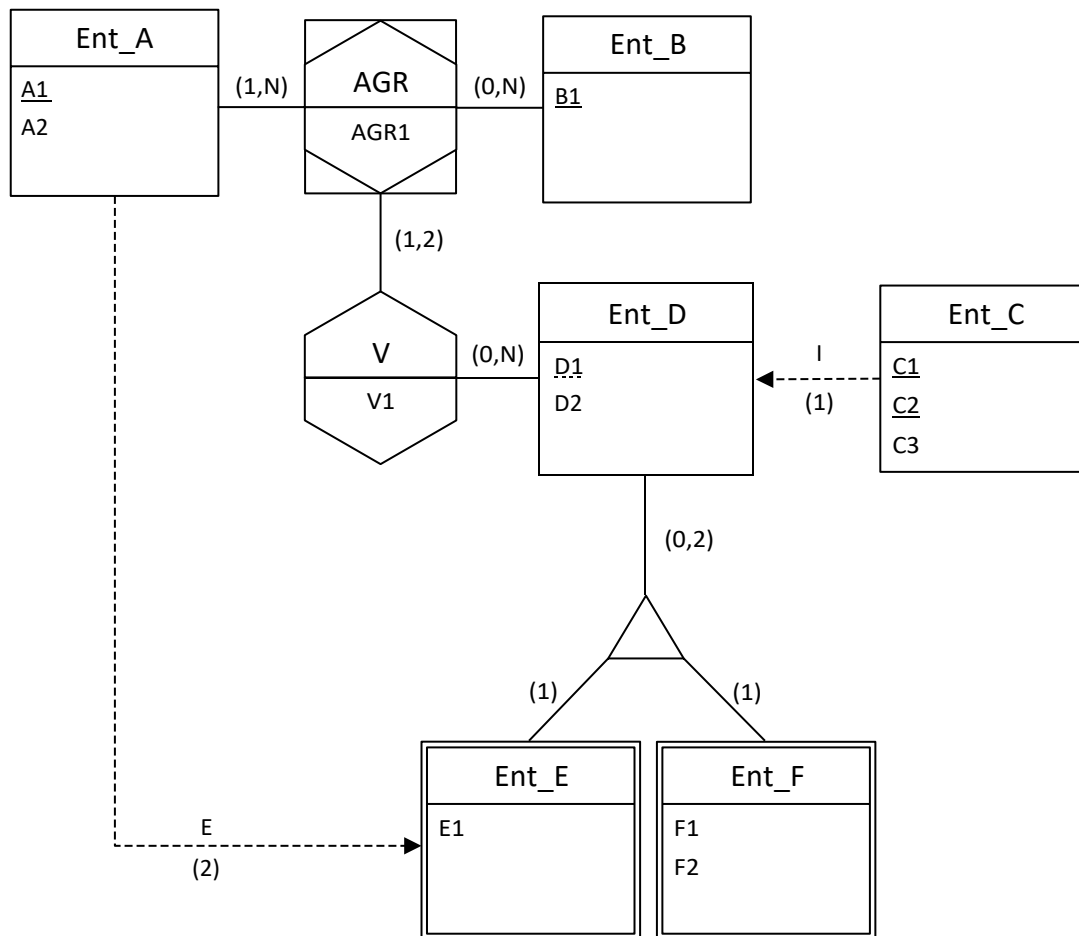 Ent_A
A1
A2
(1,N)
AGR
AGR1
(0,N)
Ent_B
B1
(1,2)
V
V1
(0,N)
Ent_D
D1
D2
I
(1)
Ent_C
C1
C2
C3
(0,2)
(1)
(1)
Ent_E
E1
Ent_F
F1
F2
E
(2)